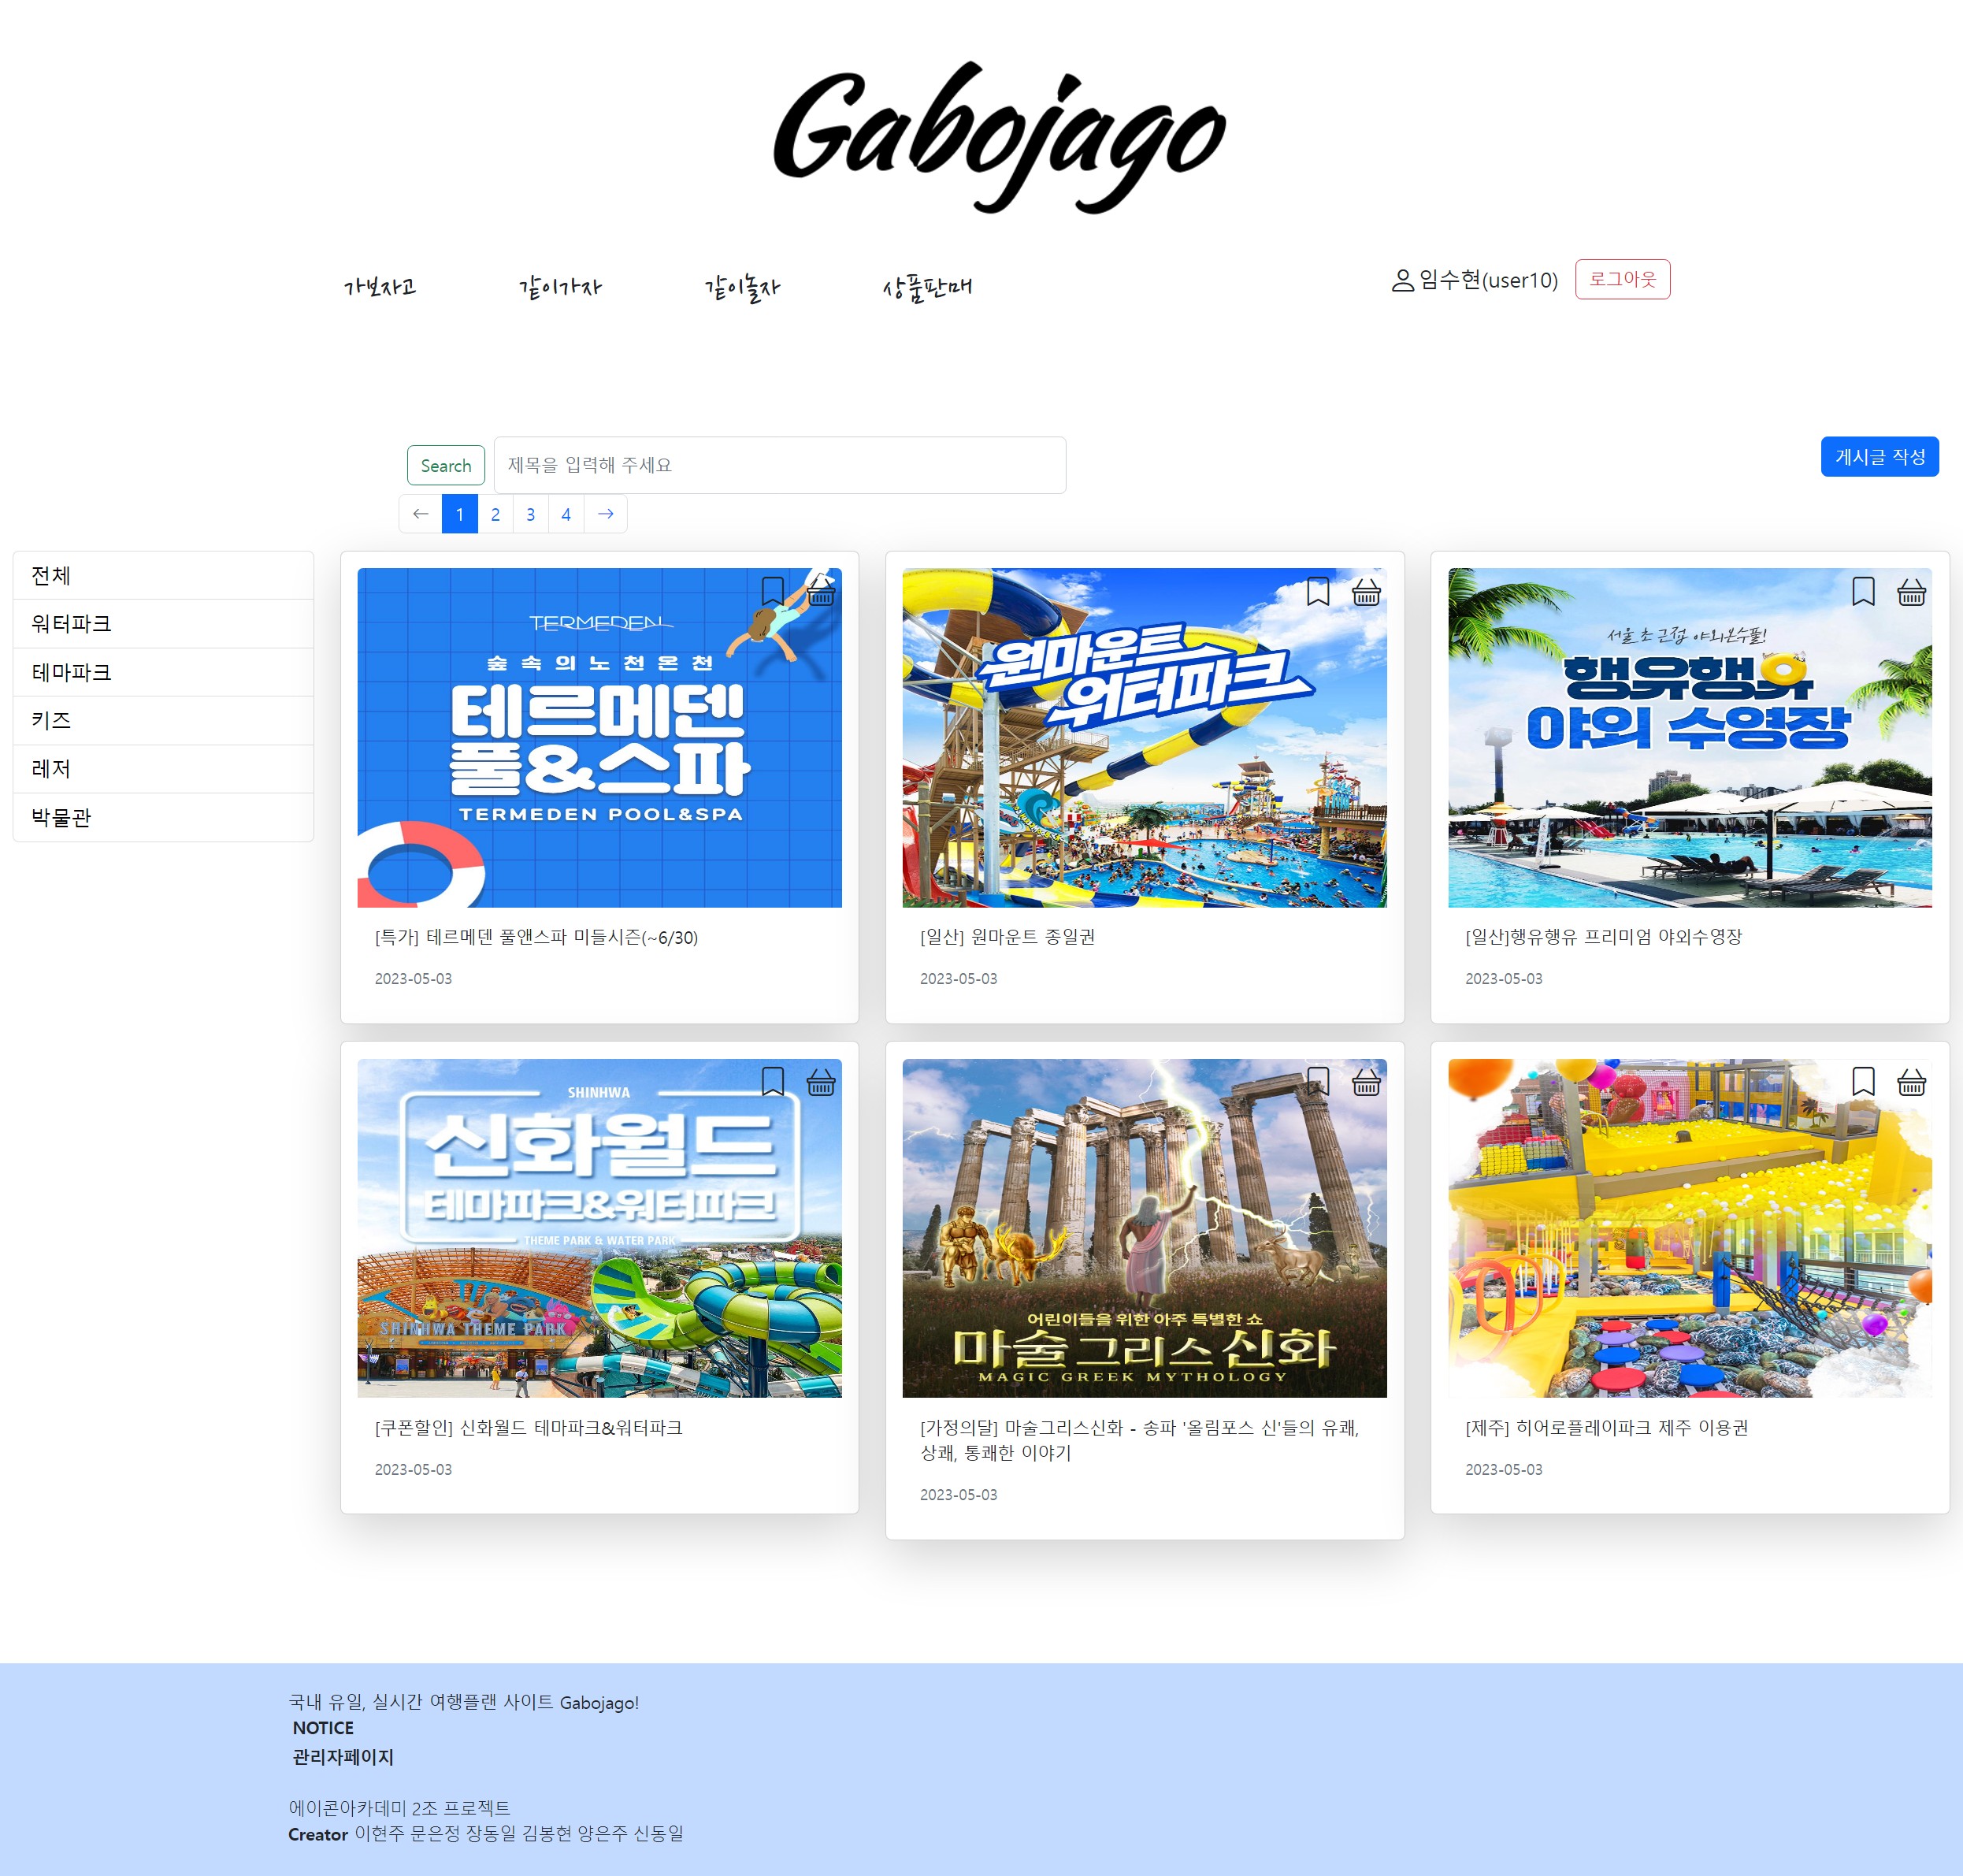 Gabojago
가보자고
같이가자
같이놀자
상품판매
임수현(user10)
로그아웃
Search
제목을 입력해 주세요
게시글 작성
← 1 2 3 4 →
전체
워터파크
테마파크
키즈
레저
박물관
TERMEDEN
숲 속 의 노 천 온 천
테르메덴
풀&스파
TERMEDEN POOL&SPA
[특가] 테르메덴 풀앤스파 미들시즌(~6/30)
2023-05-03
원마운트
워터파크
[일산] 원마운트 종일권
2023-05-03
서울 초 근접 야외온수풀!
행유행유
야외 수영장
[일산]행유행유 프리미엄 야외수영장
2023-05-03
SHINHWA
신화월드
테마파크&워터파크
THEME PARK & WATER PARK
SHINHWA THEME PARK
[쿠폰할인] 신화월드 테마파크&워터파크
2023-05-03
어린이들을 위한 아주 특별한 쇼
마술그리스신화
MAGIC GREEK MYTHOLOGY
[가정의달] 마술그리스신화 - 송파 '올림포스 신'들의 유쾌,
상쾌, 통쾌한 이야기
2023-05-03
[제주] 히어로플레이파크 제주 이용권
2023-05-03
국내 유일, 실시간 여행플랜 사이트 Gabojago!
NOTICE
관리자페이지
에이콘아카데미 2조 프로젝트
Creator 이현주 문은정 장동일 김봉현 양은주 신동일